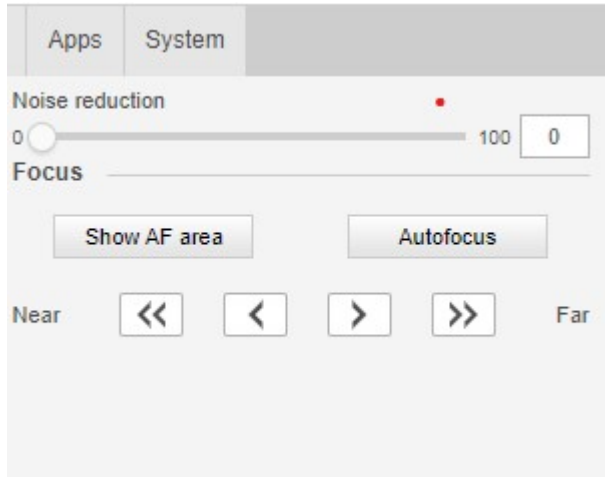 Apps System
Noise reduction
0 100 0
Focus
Show AF area Autofocus
Near << < > >> Far